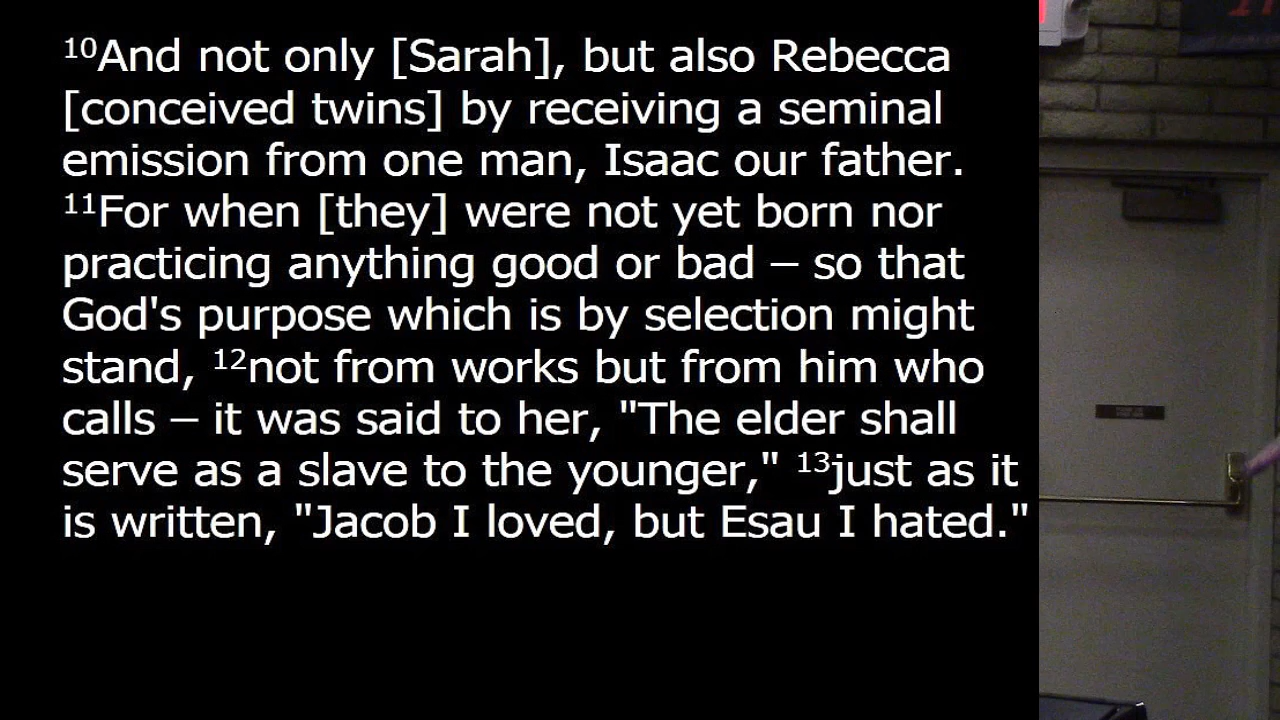 ¹⁰And not only [Sarah], but also Rebecca
[conceived twins] by receiving a seminal
emission from one man, Isaac our father.
¹¹For when [they] were not yet born nor
practicing anything good or bad – so that
God's purpose which is by selection might
stand, ¹²not from works but from him who
calls – it was said to her, "The elder shall
serve as a slave to the younger," ¹³just as it
is written, "Jacob I loved, but Esau I hated."